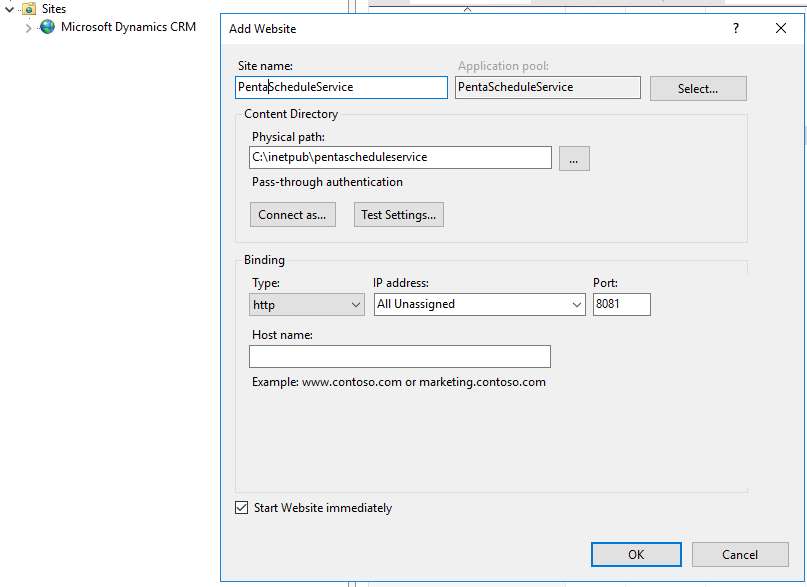 Sites
Microsoft Dynamics CRM
Add Website
?
Site name:
Application pool:
PentaScheduleService
PentaScheduleService
Select...
Content Directory
Physical path:
C:\inetpub\pentascheduleservice
...
Pass-through authentication
Connect as...
Test Settings...
Binding
Type:
IP address:
Port:
http
All Unassigned
8081
Host name:
Example: www.contoso.com or marketing.contoso.com
Start Website immediately
OK
Cancel